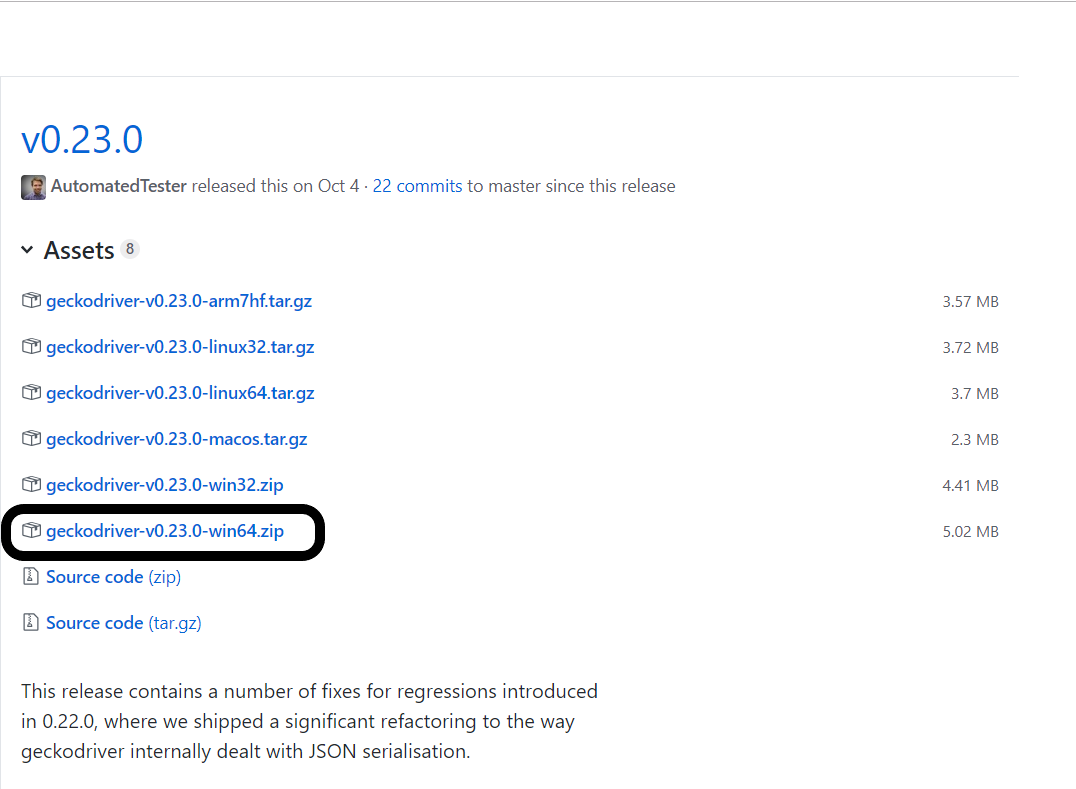 v0.23.0
AutomatedTester released this on Oct 4 · 22 commits to master since this release
Assets 8
geckodriver-v0.23.0-arm7hf.tar.gz 3.57 MB
geckodriver-v0.23.0-linux32.tar.gz 3.72 MB
geckodriver-v0.23.0-linux64.tar.gz 3.7 MB
geckodriver-v0.23.0-macos.tar.gz 2.3 MB
geckodriver-v0.23.0-win32.zip 4.41 MB
geckodriver-v0.23.0-win64.zip 5.02 MB
Source code (zip)
Source code (tar.gz)
This release contains a number of fixes for regressions introduced
in 0.22.0, where we shipped a significant refactoring to the way
geckodriver internally dealt with JSON serialisation.